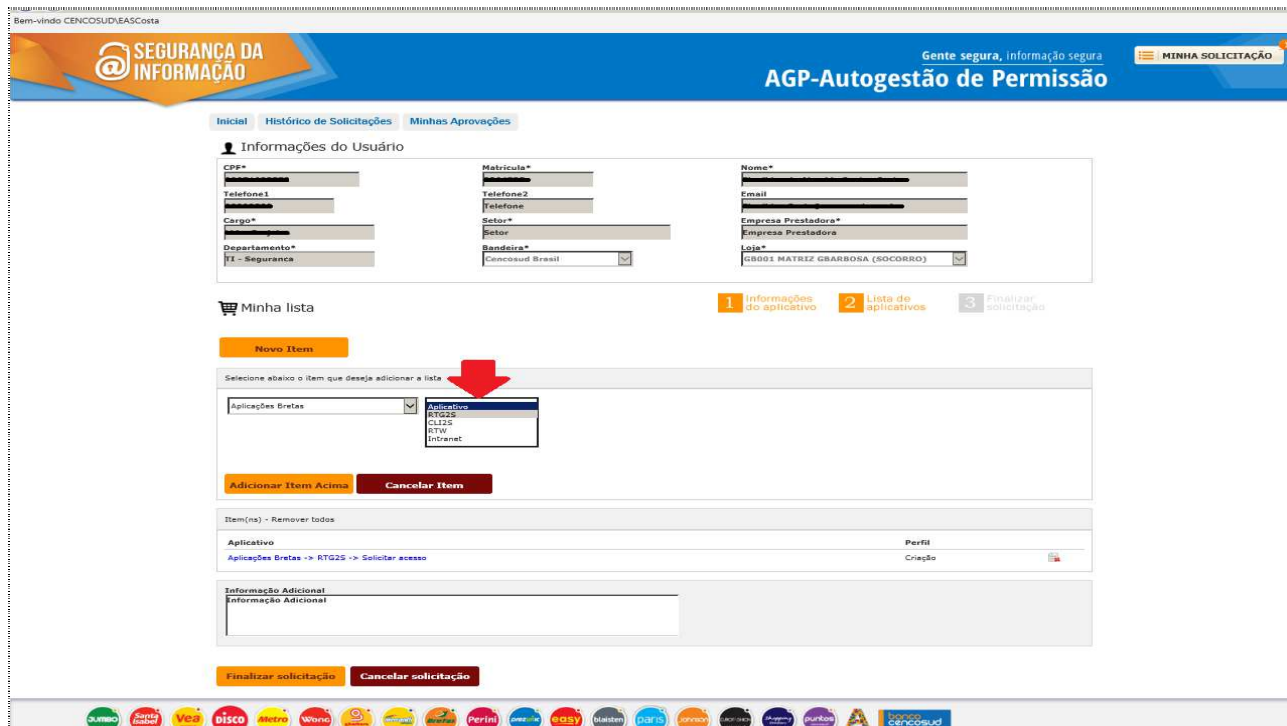 Bem-vindo CENCOSUD\EASCosta
SEGURANÇA DA
INFORMAÇÃO
Gente segura, informação segura
AGP-Autogestão de Permissão
MINHA SOLICITAÇÃO
Inicial Histórico de Solicitações Minhas Aprovações
Informações do Usuário
CPF* Matrícula* Nome*
Telefone1 Telefone2 Email
Telefone
Cargo* Setor* Empresa Prestadora*
Setor Empresa Prestadora
Departamento* Bandeira* Loja*
TI - Seguranca Cencosud Brasil GB001 MATRIZ GBARBOSA (SOCORRO)
Minha lista
1 Informações do aplicativo 2 Lista de aplicativos 3 Finalizar solicitação
Novo Item
Selecione abaixo o item que deseja adicionar a lista
Aplicações Bretas
Aplicativo
RTG2S
CLI2S
RTW
Intranet
Adicionar Item Acima Cancelar Item
Item(ns) - Remover todos
Aplicativo Perfil
Aplicações Bretas -> RTG2S -> Solicitar acesso Criação
Informação Adicional
Informação Adicional
Finalizar solicitação Cancelar solicitação
JUMBO Santa Isabel Vea DISCO Metro Wong Bretas Perini prezunic easy blaisten paris Johnson Shopping puntos banco cencosud